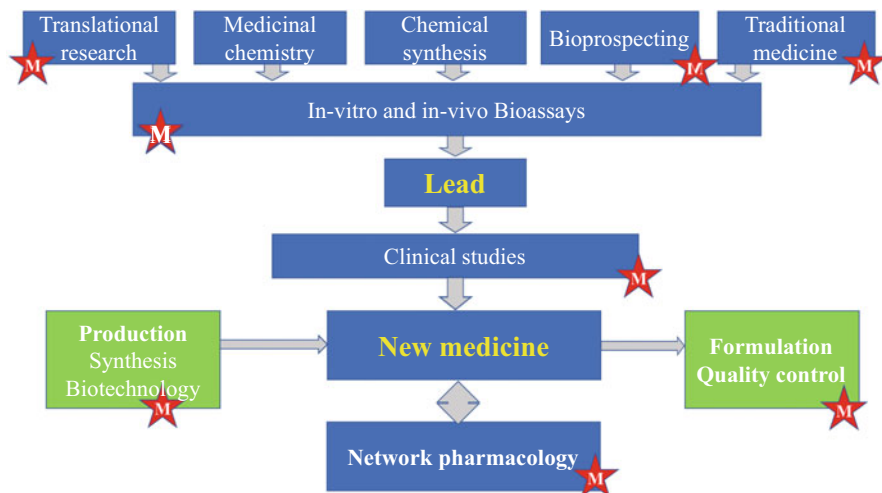 Translational
research
M
Medicinal
chemistry
Chemical
synthesis
Bioprospecting
M
Traditional
medicine
M
In-vitro and in-vivo Bioassays
M
Lead
Clinical studies
M
Production
Synthesis
Biotechnology
M
New medicine
Formulation
Quality control
M
Network pharmacology
M